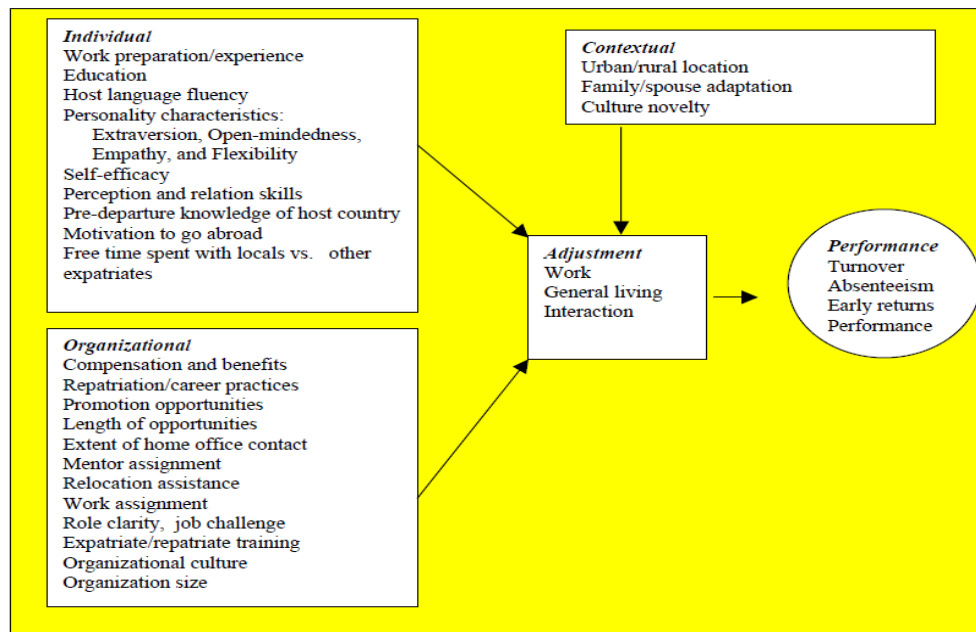 Individual
Work preparation/experience
Education
Host language fluency
Personality characteristics:
Extraversion, Open-mindedness,
Empathy, and Flexibility
Self-efficacy
Perception and relation skills
Pre-departure knowledge of host country
Motivation to go abroad
Free time spent with locals vs. other
expatriates
Contextual
Urban/rural location
Family/spouse adaptation
Culture novelty
Adjustment
Work
General living
Interaction
Performance
Turnover
Absenteeism
Early returns
Performance
Organizational
Compensation and benefits
Repatriation/career practices
Promotion opportunities
Length of opportunities
Extent of home office contact
Mentor assignment
Relocation assistance
Work assignment
Role clarity, job challenge
Expatriate/repatriate training
Organizational culture
Organization size